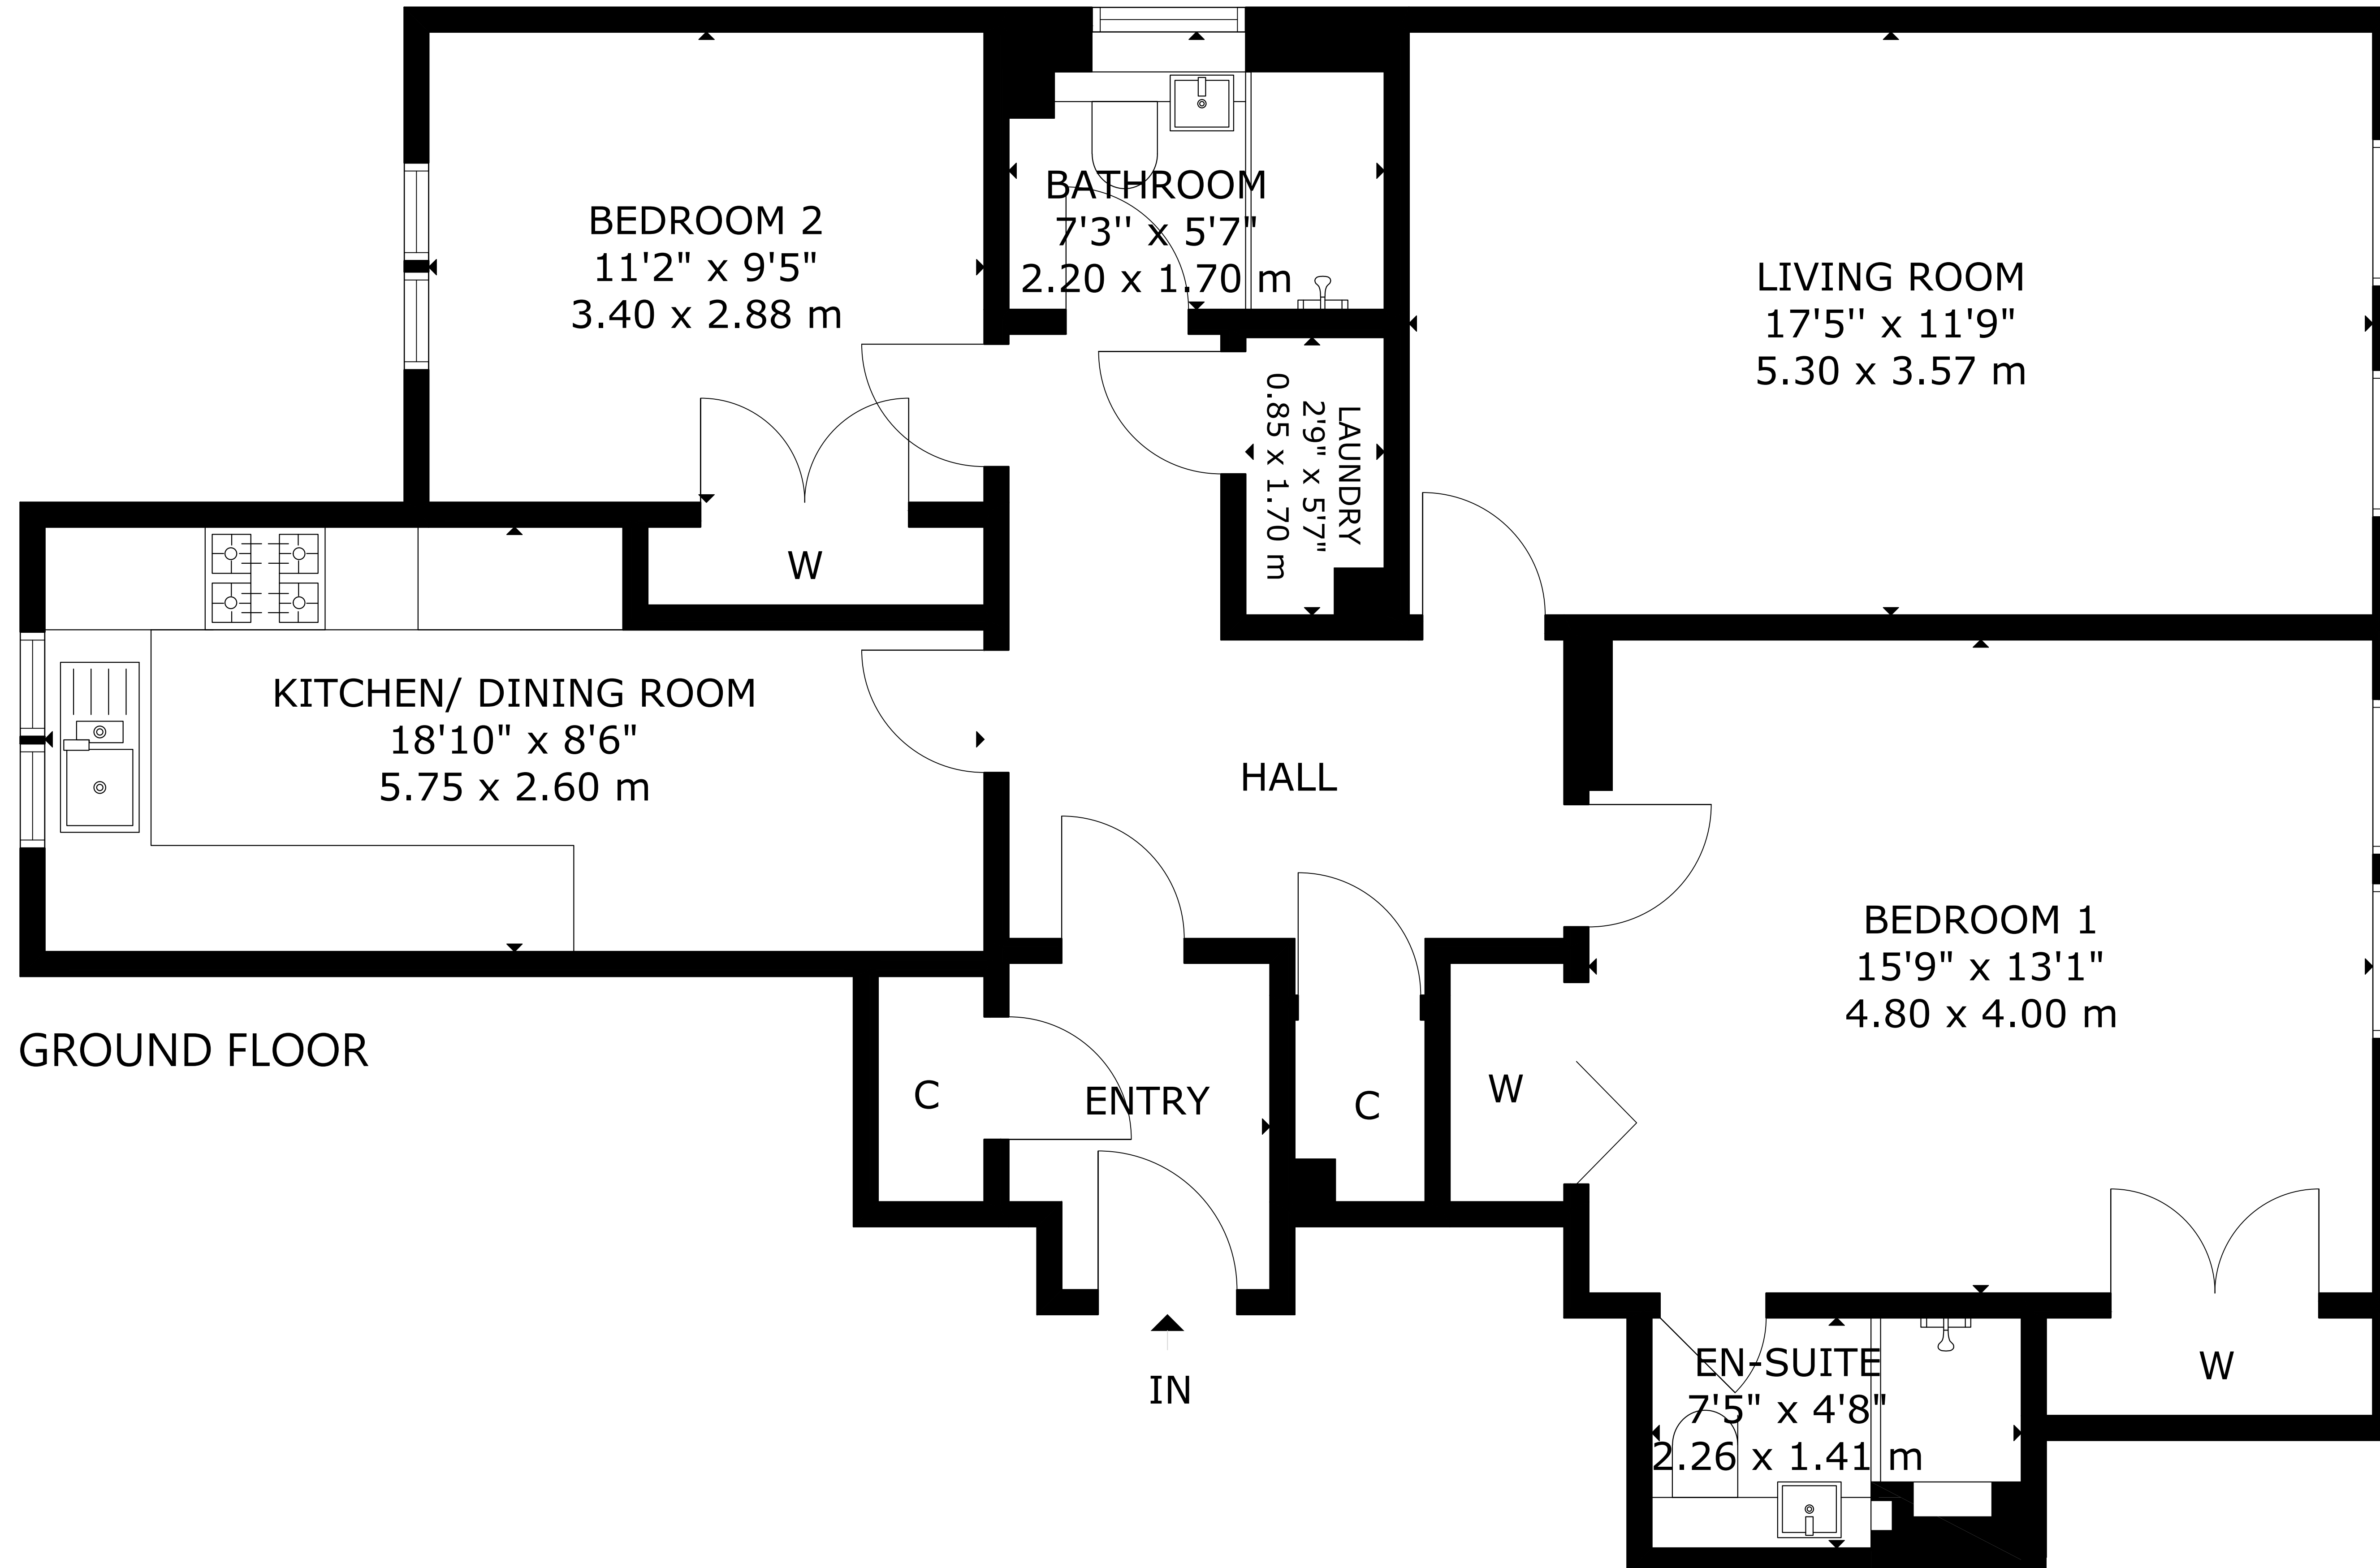 BEDROOM 2
11'2" x 9'5"
3.40 x 2.88 m
BATHROOM
7'3'' x 5'7"
2.20 x 1.70 m
LIVING ROOM
17'5'' x 11'9"
5.30 x 3.57 m
LAUNDRY
2'9" x 5'7"
0.85 x 1.70 m
W
KITCHEN/ DINING ROOM
18'10" x 8'6"
5.75 x 2.60 m
HALL
BEDROOM 1
15'9" x 13'1"
4.80 x 4.00 m
GROUND FLOOR
C
ENTRY
C
W
IN
EN-SUITE
7'5" x 4'8"
2.26 x 1.41 m
W